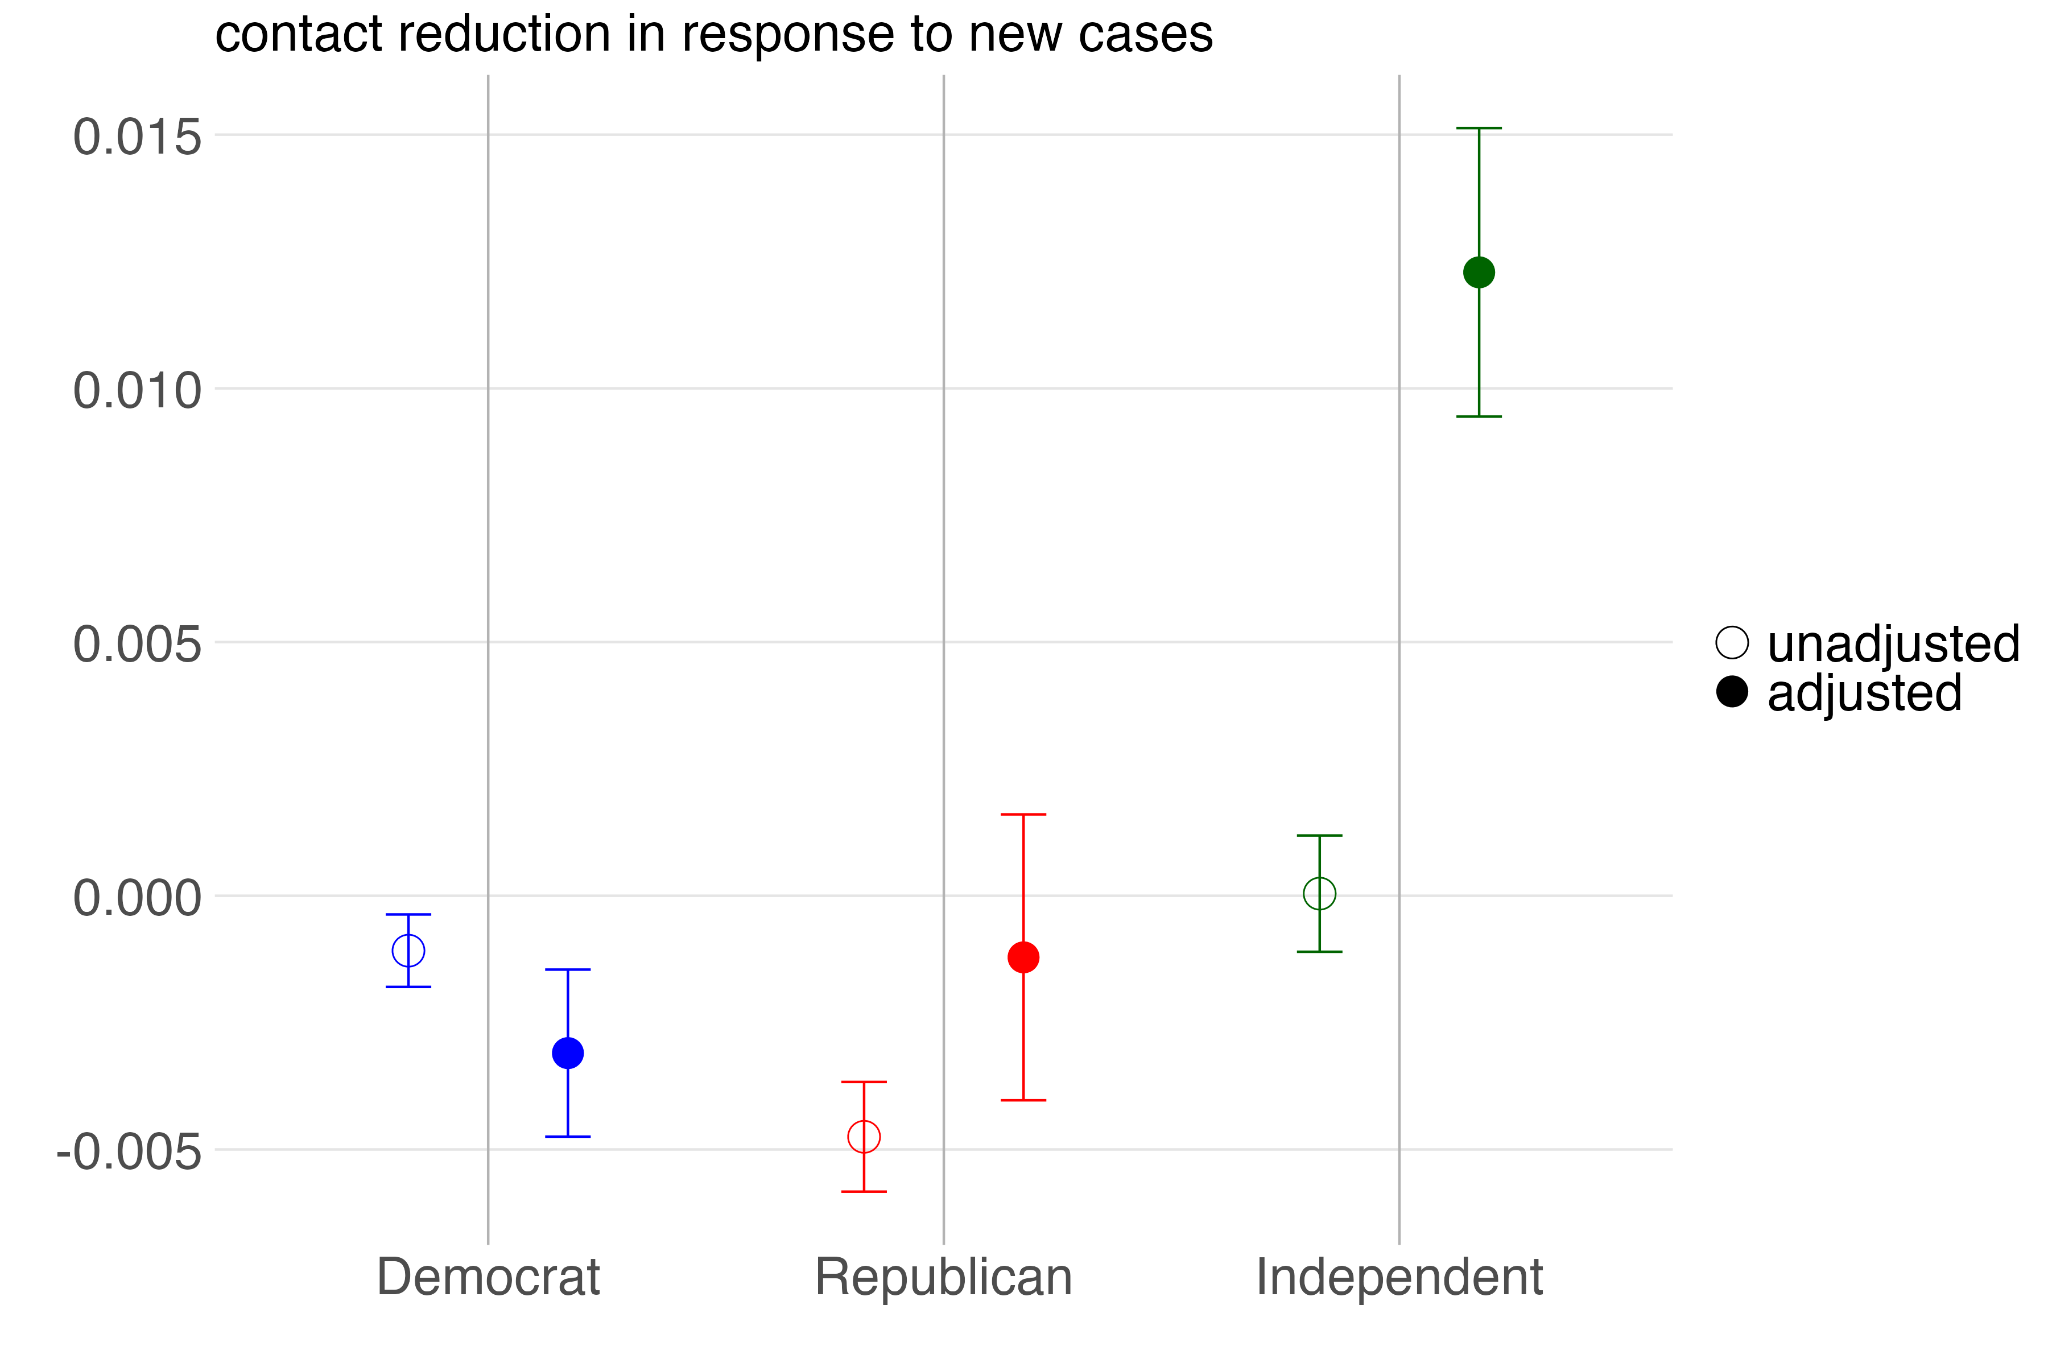 contact reduction in response to new cases
0.015
0.010
0.005
0.000
-0.005
Democrat
Republican
Independent
unadjusted
adjusted